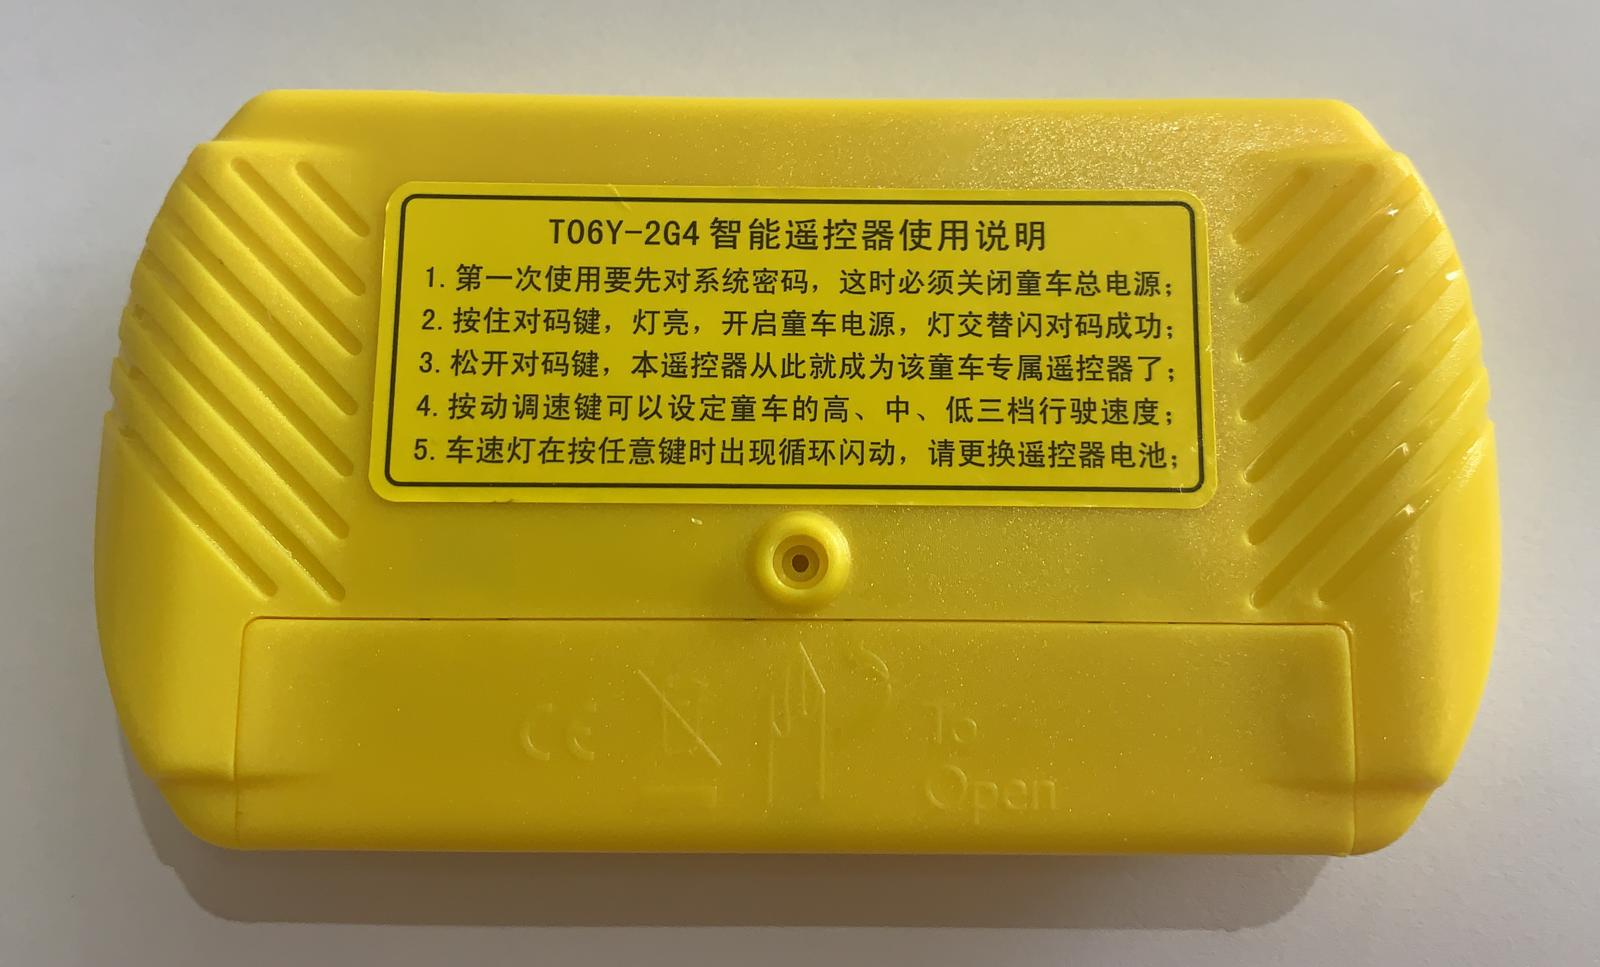 T06Y-2G4智能遥控器使用说明
1. 第一次使用要先对系统密码，这时必须关闭童车总电源；
2. 按住对码键，灯亮，开启童车电源，灯交替闪对码成功；
3. 松开对码键，本遥控器从此就成为该童车专属遥控器了；
4. 按动调速键可以设定童车的高、中、低三档行驶速度；
5. 车速灯在按任意键时出现循环闪动，请更换遥控器电池；
CE
To
Open